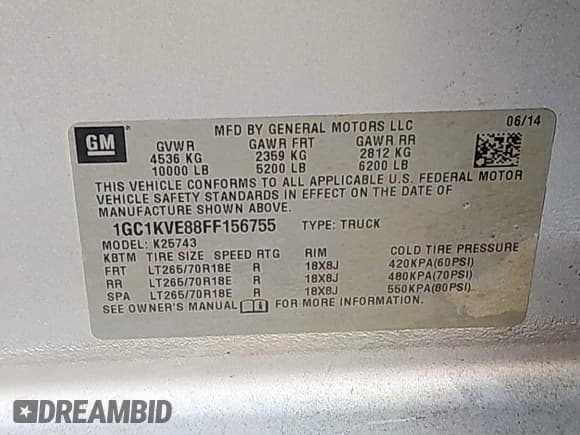 MFD BY GENERAL MOTORS LLC
06/14
GM
GVWR GAWR FRT GAWR RR
4536 KG 2359 KG 2812 KG
10000 LB 5200 LB 6200 LB
THIS VEHICLE CONFORMS TO ALL APPLICABLE U.S. FEDERAL MOTOR
VEHICLE SAFETY STANDARDS IN EFFECT ON THE DATE OF
MANUFACTURE SHOWN ABOVE.
1GC1KVE88FF156755 TYPE: TRUCK
MODEL: K25743
KBTM TIRE SIZE SPEED RTG RIM COLD TIRE PRESSURE
FRT LT265/70R18E R 18X8J 420KPA(60PSI)
RR LT265/70R18E R 18X8J 480KPA(70PSI)
SPA LT265/70R18E R 18X8J 550KPA(80PSI)
SEE OWNER'S MANUAL FOR MORE INFORMATION.
DREAMBID